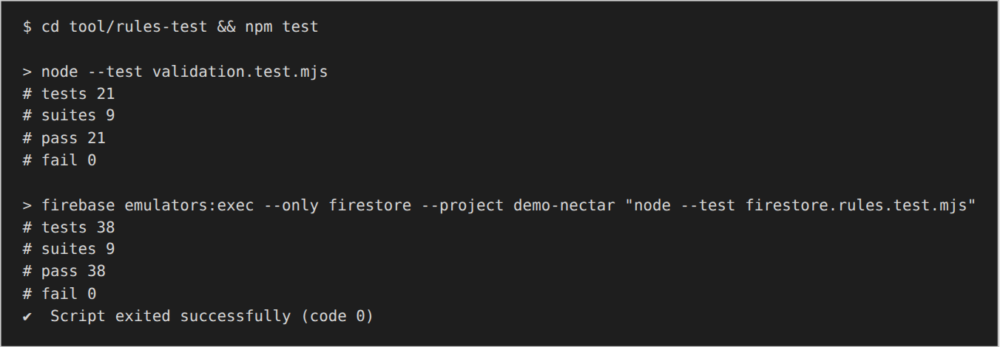 $ cd tool/rules-test && npm test
> node --test validation.test.mjs
# tests 21
# suites 9
# pass 21
# fail 0
> firebase emulators:exec --only firestore --project demo-nectar "node --test firestore.rules.test.mjs"
# tests 38
# suites 9
# pass 38
# fail 0
✔  Script exited successfully (code 0)